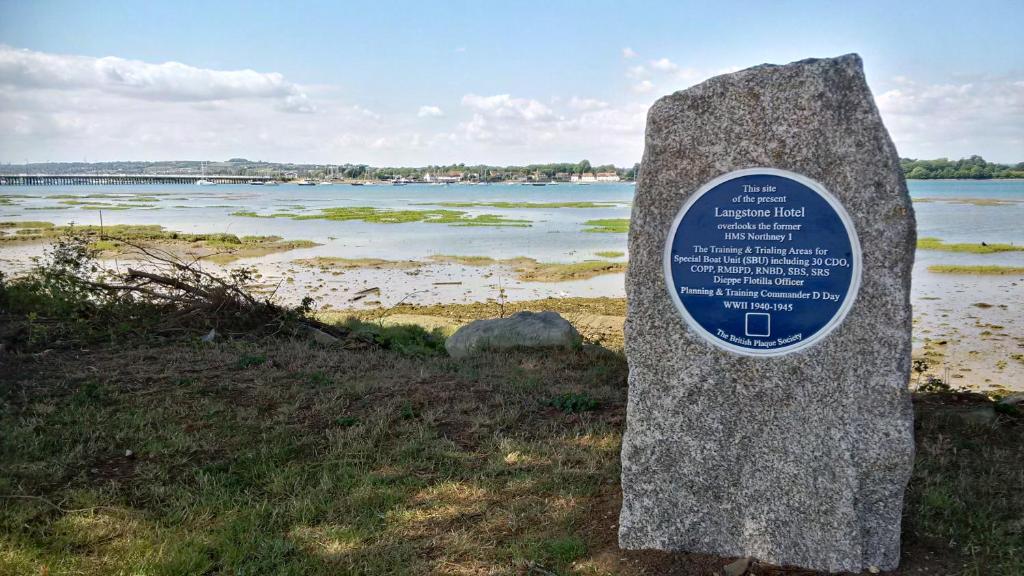 This site
of the present
Langstone Hotel
overlooks the former
HMS Northney 1
The Training & Trialing Areas for
Special Boat Unit (SBU) including 30 CDO,
COPP, RMBPD, RNBD, SBS, SRS
Dieppe Flotilla Officer
Planning & Training Commander D Day
WWII 1940-1945
The British Plaque Society